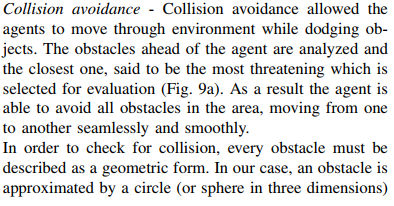 Collision avoidance - Collision avoidance allowed the
agents to move through environment while dodging ob-
jects. The obstacles ahead of the agent are analyzed and
the closest one, said to be the most threatening which is
selected for evaluation (Fig. 9a). As a result the agent is
able to avoid all obstacles in the area, moving from one
to another seamlessly and smoothly.
In order to check for collision, every obstacle must be
described as a geometric form. In our case, an obstacle is
approximated by a circle (or sphere in three dimensions)